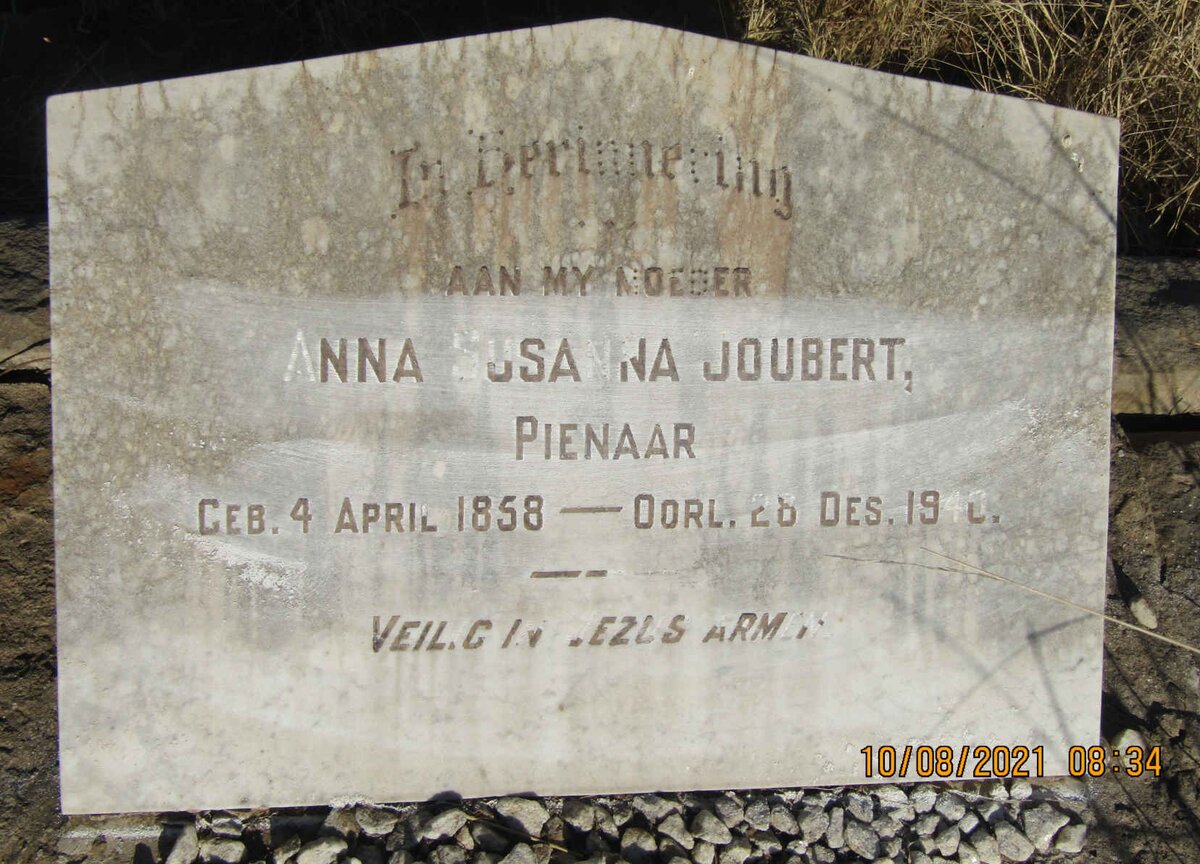 In Herinnering
AAN MY MOEDER
ANNA SUSANNA JOUBERT,
PIENAAR
GEB. 4 APRIL 1858 — OORL. 28 DES. 1940.
VEILIG IN JEZUS ARMEN.
10/08/2021 08:34